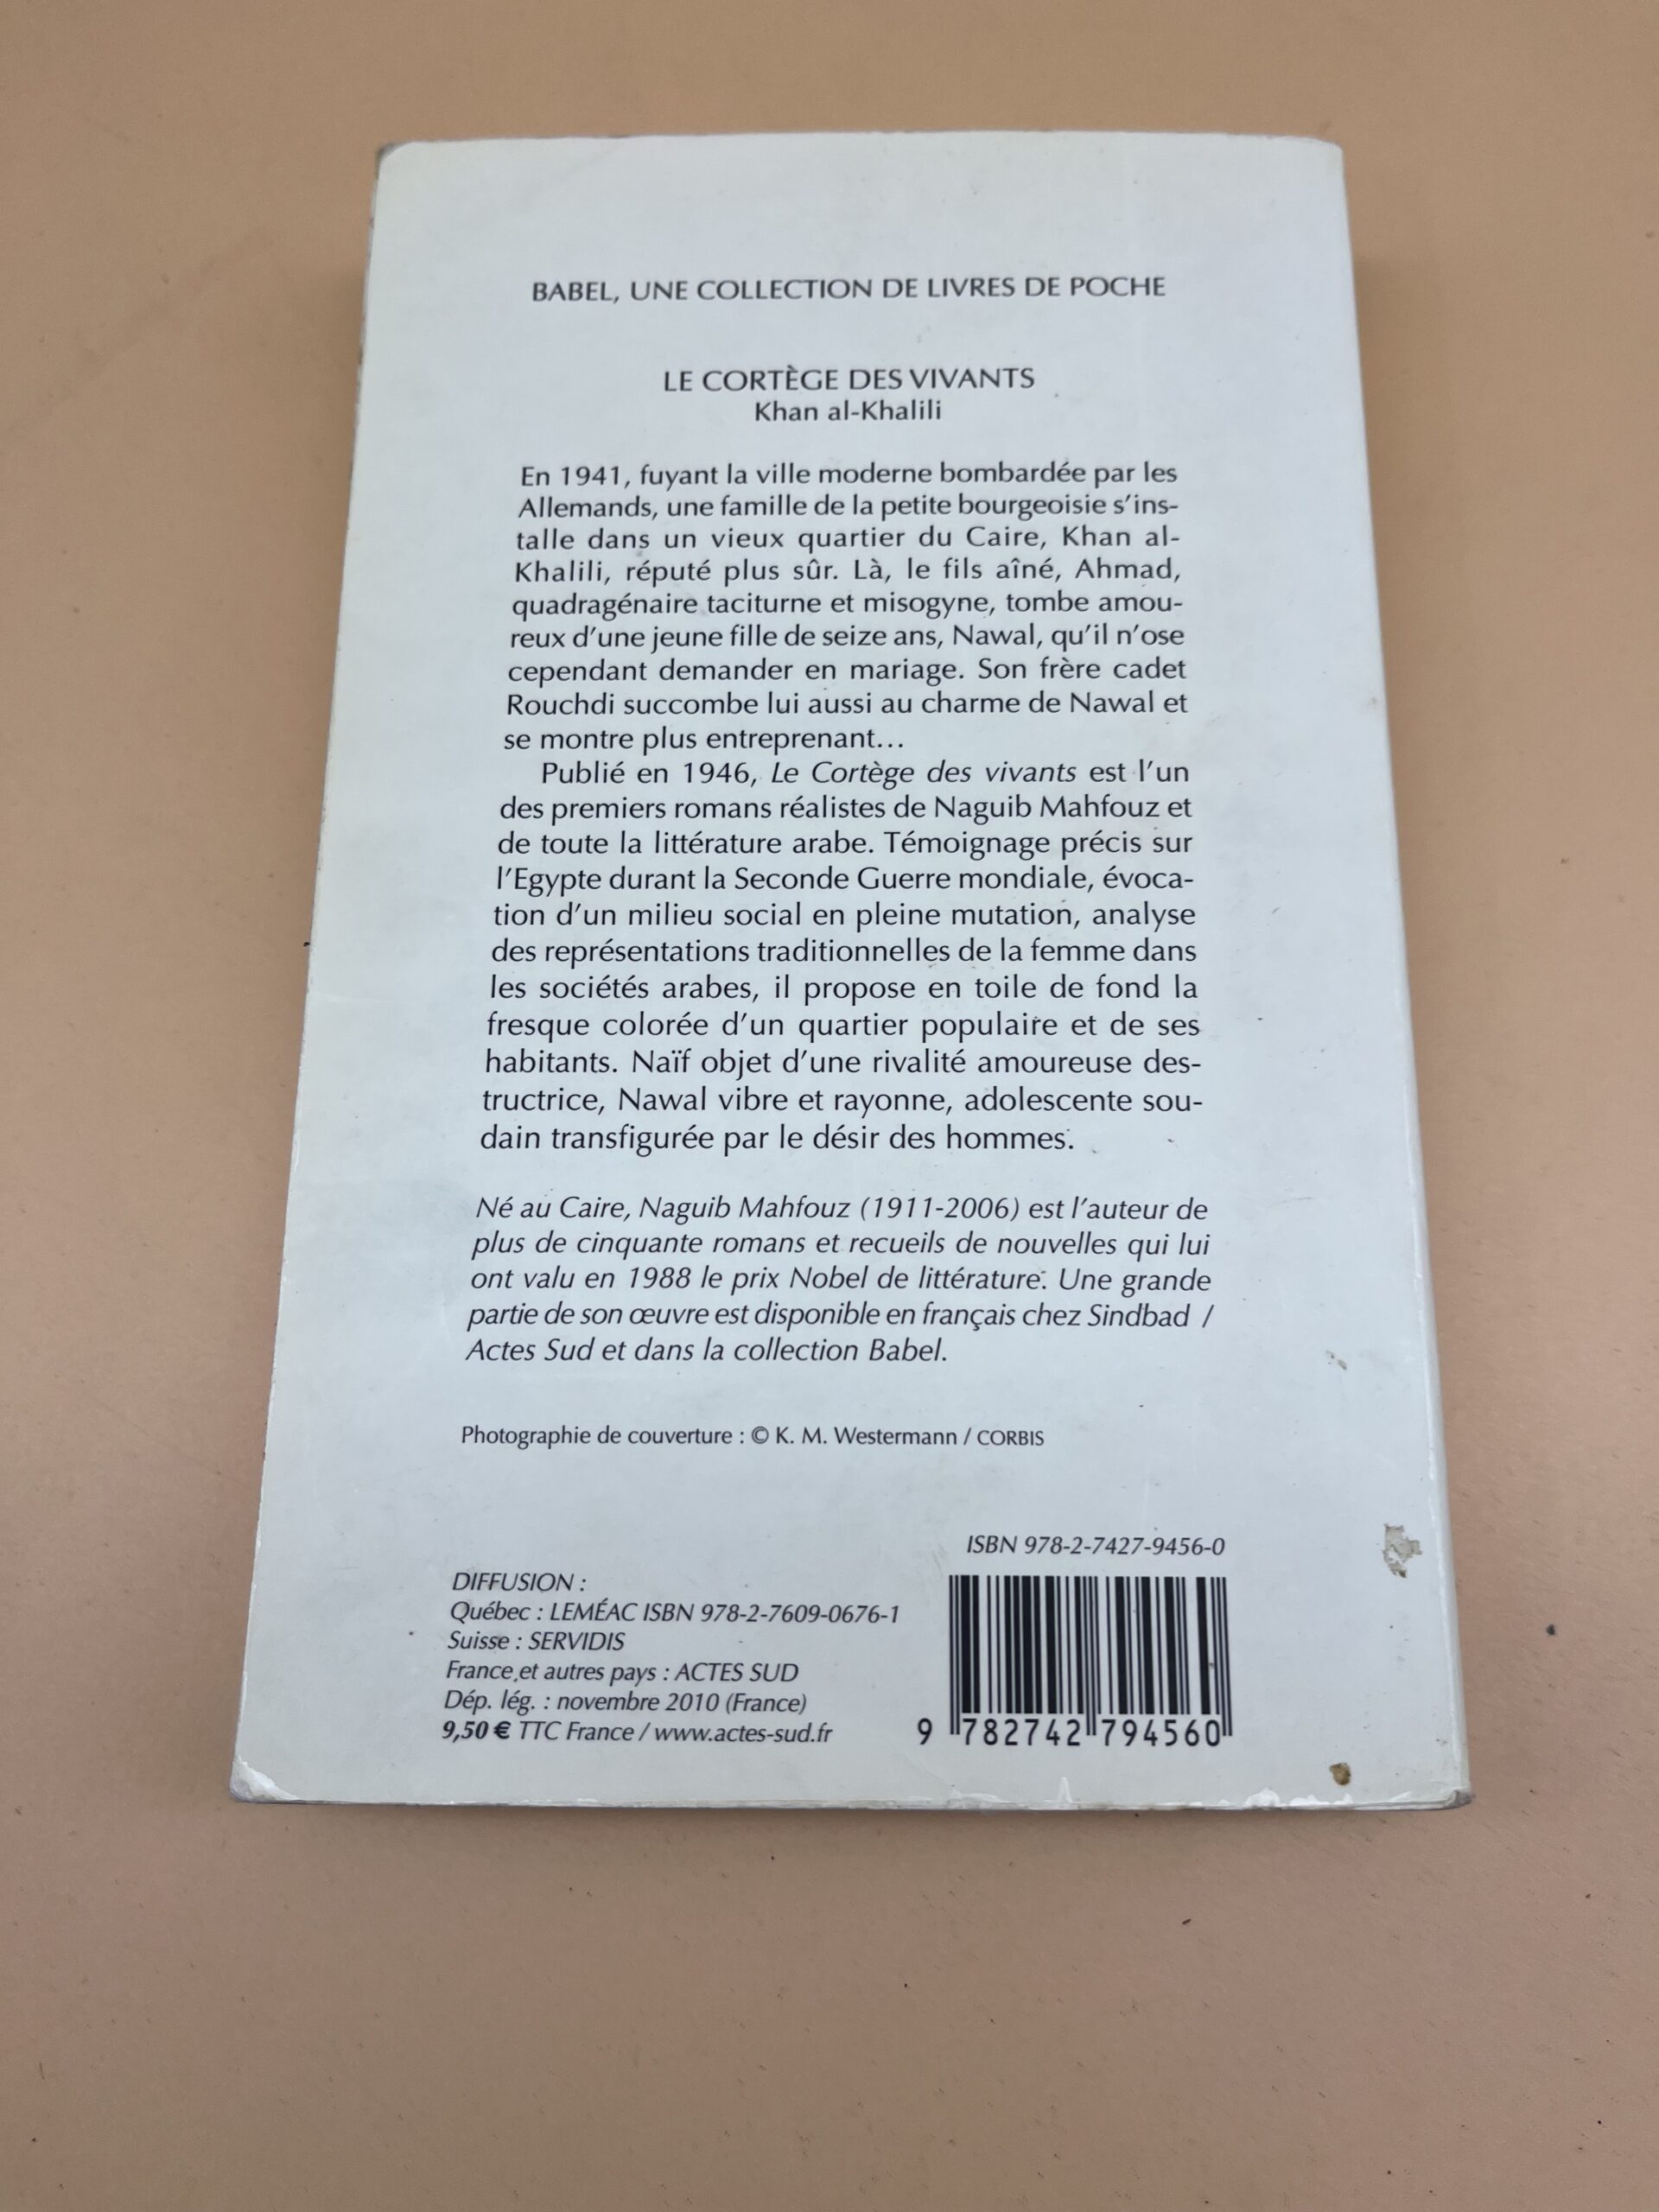 BABEL, UNE COLLECTION DE LIVRES DE POCHE
LE CORTÈGE DES VIVANTS
Khan al-Khalili
En 1941, fuyant la ville moderne bombardée par les
Allemands, une famille de la petite bourgeoisie s'ins-
talle dans un vieux quartier du Caire, Khan al-
Khalili, réputé plus sûr. Là, le fils aîné, Ahmad,
quadragénaire taciturne et misogyne, tombe amou-
reux d'une jeune fille de seize ans, Nawal, qu'il n'ose
cependant demander en mariage. Son frère cadet
Rouchdi succombe lui aussi au charme de Nawal et
se montre plus entreprenant...
Publié en 1946, Le Cortège des vivants est l'un
des premiers romans réalistes de Naguib Mahfouz et
de toute la littérature arabe. Témoignage précis sur
l'Egypte durant la Seconde Guerre mondiale, évoca-
tion d'un milieu social en pleine mutation, analyse
des représentations traditionnelles de la femme dans
les sociétés arabes, il propose en toile de fond la
fresque colorée d'un quartier populaire et de ses
habitants. Naïf objet d'une rivalité amoureuse des-
tructrice, Nawal vibre et rayonne, adolescente sou-
dain transfigurée par le désir des hommes.
Né au Caire, Naguib Mahfouz (1911-2006) est l'auteur de
plus de cinquante romans et recueils de nouvelles qui lui
ont valu en 1988 le prix Nobel de littérature. Une grande
partie de son œuvre est disponible en français chez Sindbad /
Actes Sud et dans la collection Babel.
Photographie de couverture : © K. M. Westermann / CORBIS
ISBN 978-2-7427-9456-0
DIFFUSION :
Québec : LEMÉAC ISBN 978-2-7609-0676-1
Suisse : SERVIDIS
France et autres pays : ACTES SUD
Dép. lég. : novembre 2010 (France)
9,50 € TTC France / www.actes-sud.fr
9 782742 794560